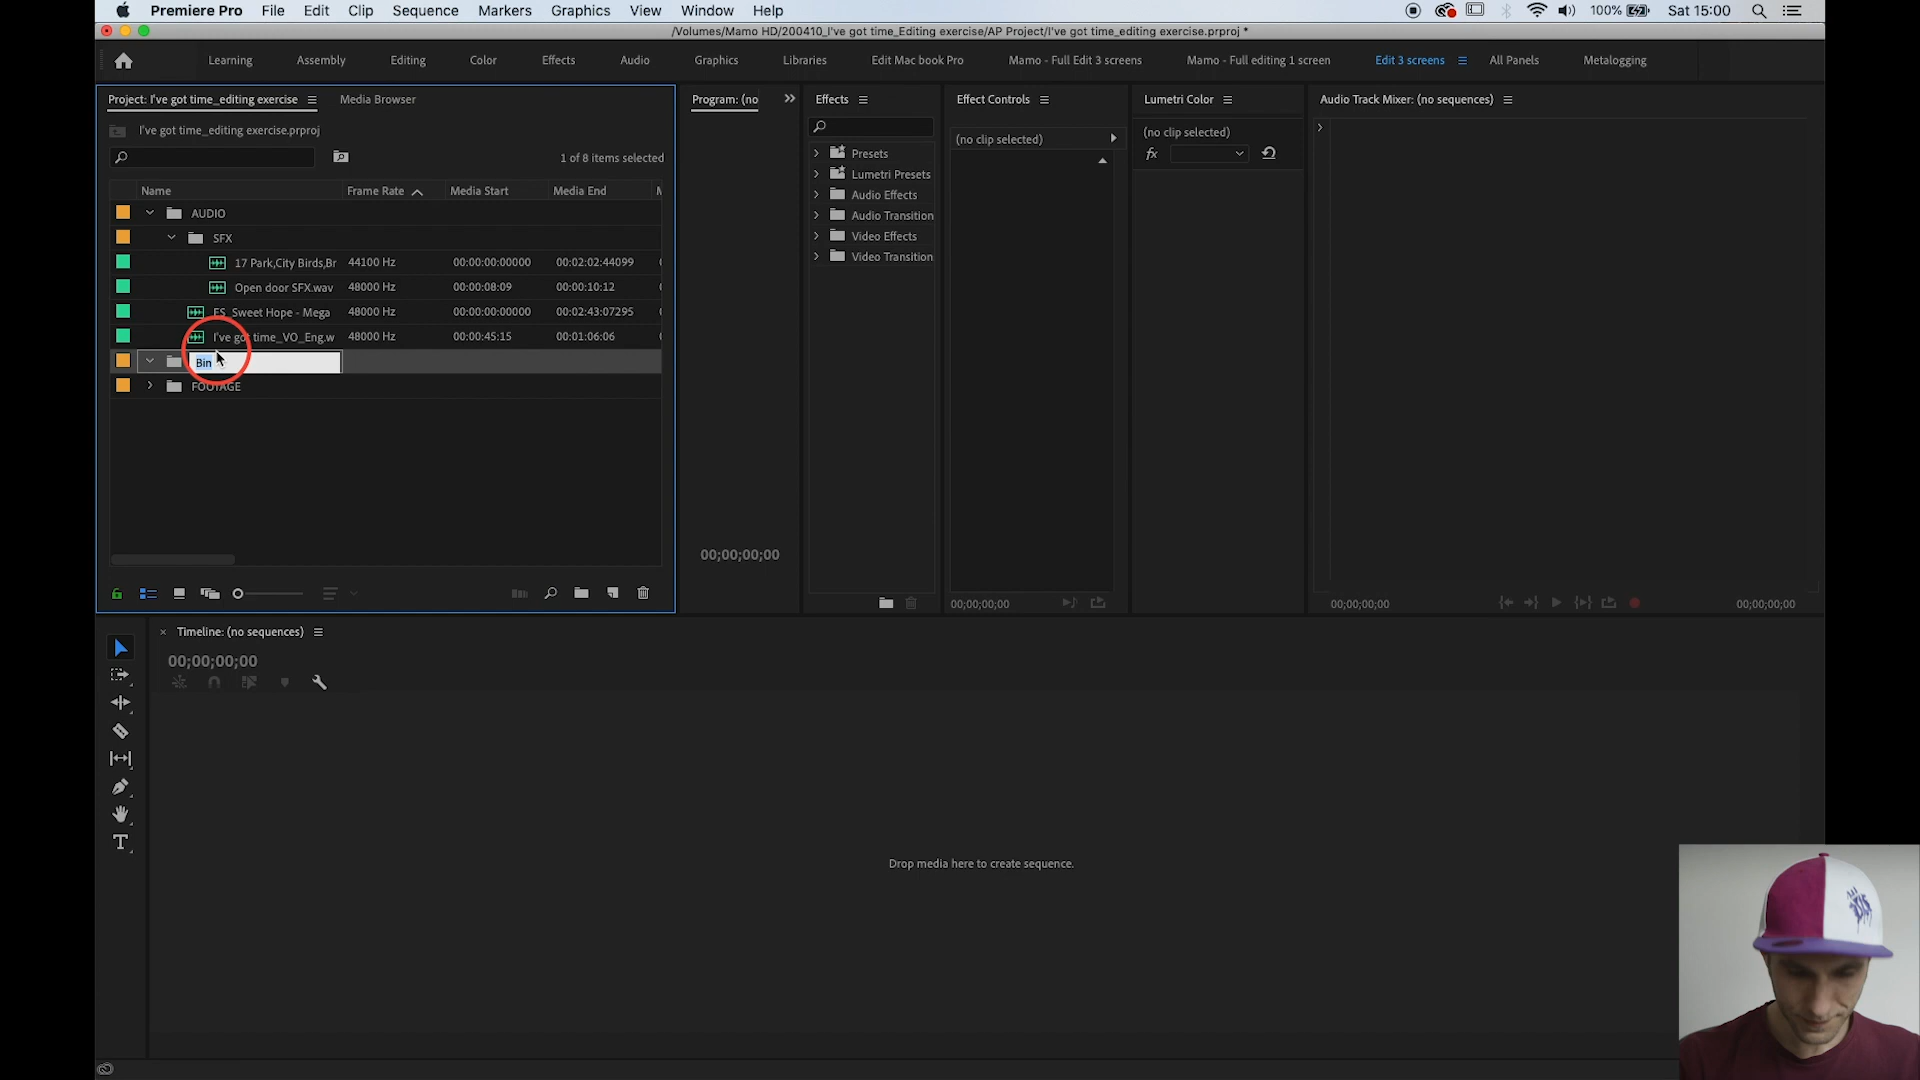 Premiere Pro File Edit Clip Sequence Markers Graphics View Window Help 100% Sat 15:00
/Volumes/Mamo HD/200410_I've got time_Editing exercise/AP Project/I've got time_editing exercise.prproj *
Learning Assembly Editing Color Effects Audio Graphics Libraries Edit Mac book Pro Mamo - Full Edit 3 screens Mamo - Full editing 1 screen Edit 3 screens All Panels Metalogging
Project: I've got time_editing exercise Media Browser
I've got time_editing exercise.prproj
1 of 8 items selected
Name Frame Rate Media Start Media End
AUDIO
SFX
17 Park,City Birds,Br 44100 Hz 00:00:00:00000 00:02:02:44099
Open door SFX.wav 48000 Hz 00:00:08:09 00:00:10:12
ES_Sweet Hope - Mega 48000 Hz 00:00:00:00000 00:02:43:07295
I've got time_VO_Eng.w 48000 Hz 00:00:45:15 00:01:06:06
Bin
FOOTAGE
Program: (no
00;00;00;00
Effects
Presets
Lumetri Presets
Audio Effects
Audio Transition
Video Effects
Video Transition
Effect Controls
(no clip selected)
00;00;00;00
Lumetri Color
(no clip selected)
fx
Audio Track Mixer: (no sequences)
00;00;00;00 00;00;00;00
Timeline: (no sequences)
00;00;00;00
Drop media here to create sequence.